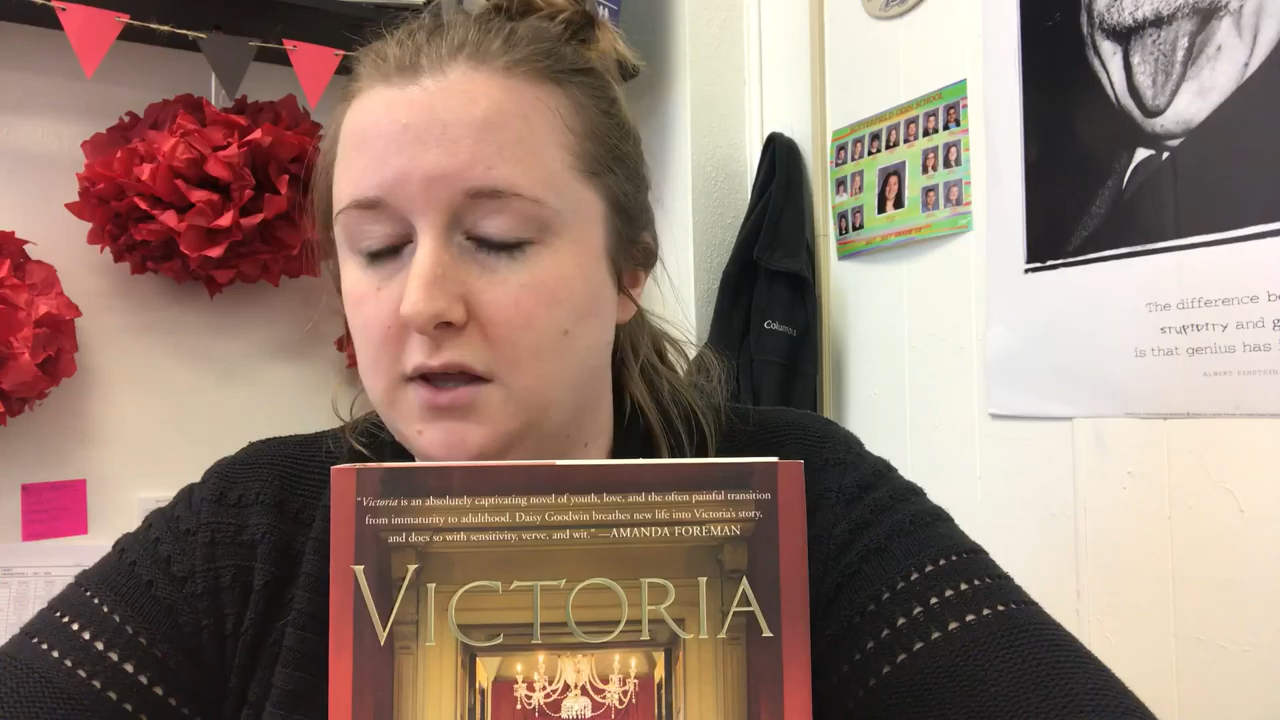 "Victoria is an absolutely captivating novel of youth, love, and the often painful transition
from immaturity to adulthood. Daisy Goodwin breathes new life into Victoria's story,
and does so with sensitivity, verve, and wit." —AMANDA FOREMAN
VICTORIA
Columbia
The difference be
STUPIDITY and g
is that genius has
ALBERT EINSTEIN